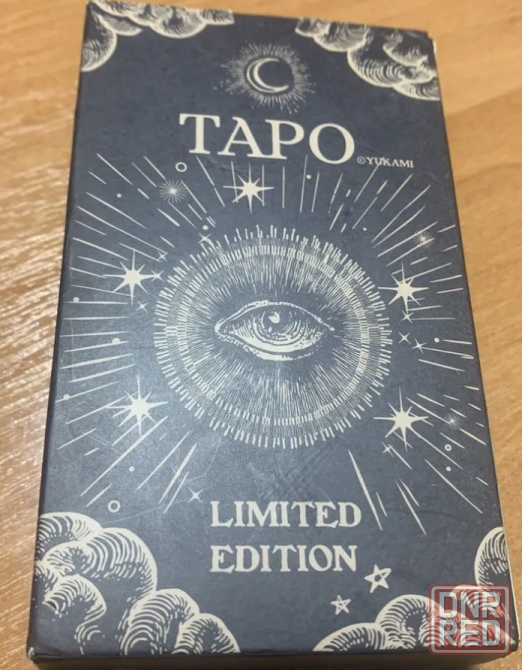 ТАРО
©YUKAMI
LIMITED
EDITION
DNR
RED